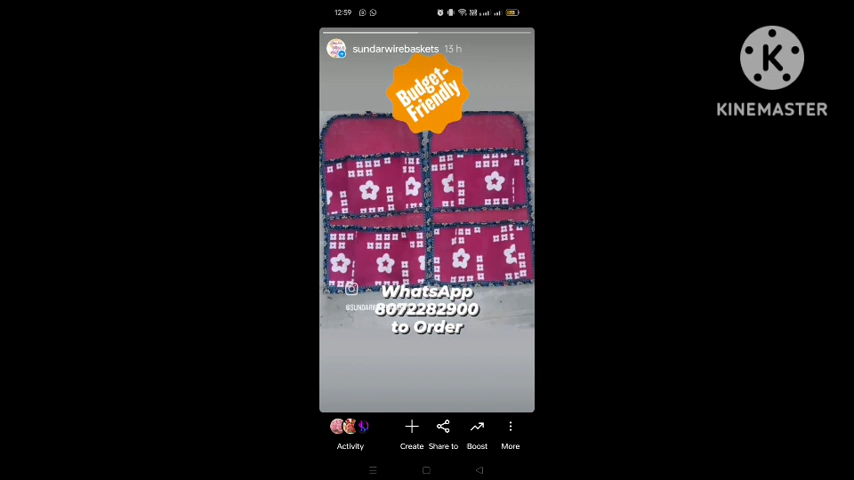 12:59
KINEMASTER
sundarwirebaskets 13 h
Budget-
Friendly
WhatsApp
8072282900
to Order
Activity
Create
Share to
Boost
More